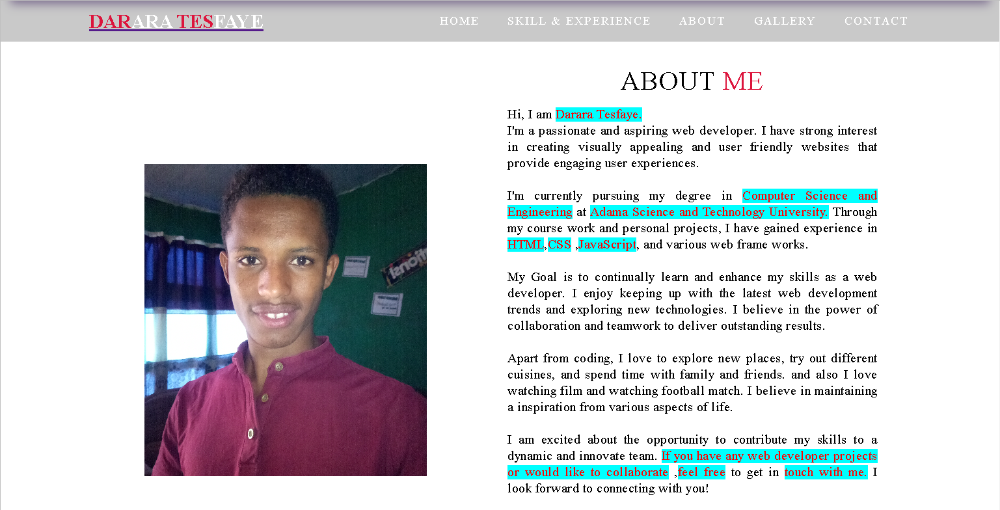 DARARA TESFAYE
HOME SKILL & EXPERIENCE ABOUT GALLERY CONTACT
ABOUT ME
Hi, I am Darara Tesfaye.
I'm a passionate and aspiring web developer. I have strong interest
in creating visually appealing and user friendly websites that
provide engaging user experiences.
I'm currently pursuing my degree in Computer Science and
Engineering at Adama Science and Technology University. Through
my course work and personal projects, I have gained experience in
HTML,CSS ,JavaScript, and various web frame works.
My Goal is to continually learn and enhance my skills as a web
developer. I enjoy keeping up with the latest web development
trends and exploring new technologies. I believe in the power of
collaboration and teamwork to deliver outstanding results.
Apart from coding, I love to explore new places, try out different
cuisines, and spend time with family and friends. and also I love
watching film and watching football match. I believe in maintaining
a inspiration from various aspects of life.
I am excited about the opportunity to contribute my skills to a
dynamic and innovate team. If you have any web developer projects
or would like to collaborate ,feel free to get in touch with me. I
look forward to connecting with you!